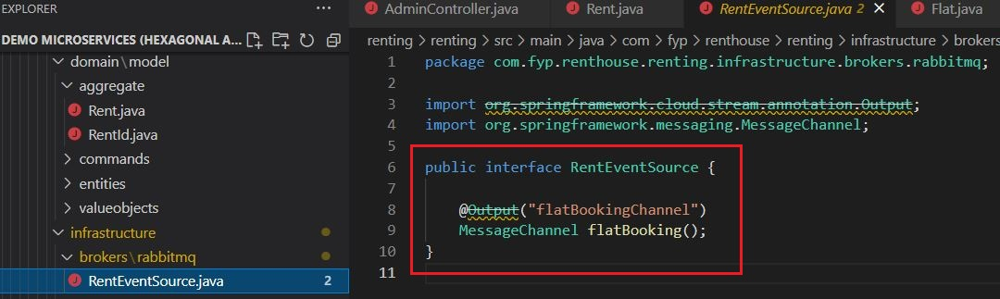 EXPLORER
DEMO MICROSERVICES (HEXAGONAL A...
domain\model
aggregate
Rent.java
RentId.java
commands
entities
valueobjects
infrastructure
brokers\rabbitmq
RentEventSource.java 2
AdminController.java
Rent.java
RentEventSource.java 2
Flat.java
renting > renting > src > main > java > com > fyp > renthouse > renting > infrastructure > brokers
1 package com.fyp.renthouse.renting.infrastructure.brokers.rabbitmq;
2
3 import org.springframework.cloud.stream.annotation.Output;
4 import org.springframework.messaging.MessageChannel;
5
6 public interface RentEventSource {
7
8 @Output("flatBookingChannel")
9 MessageChannel flatBooking();
10 }
11